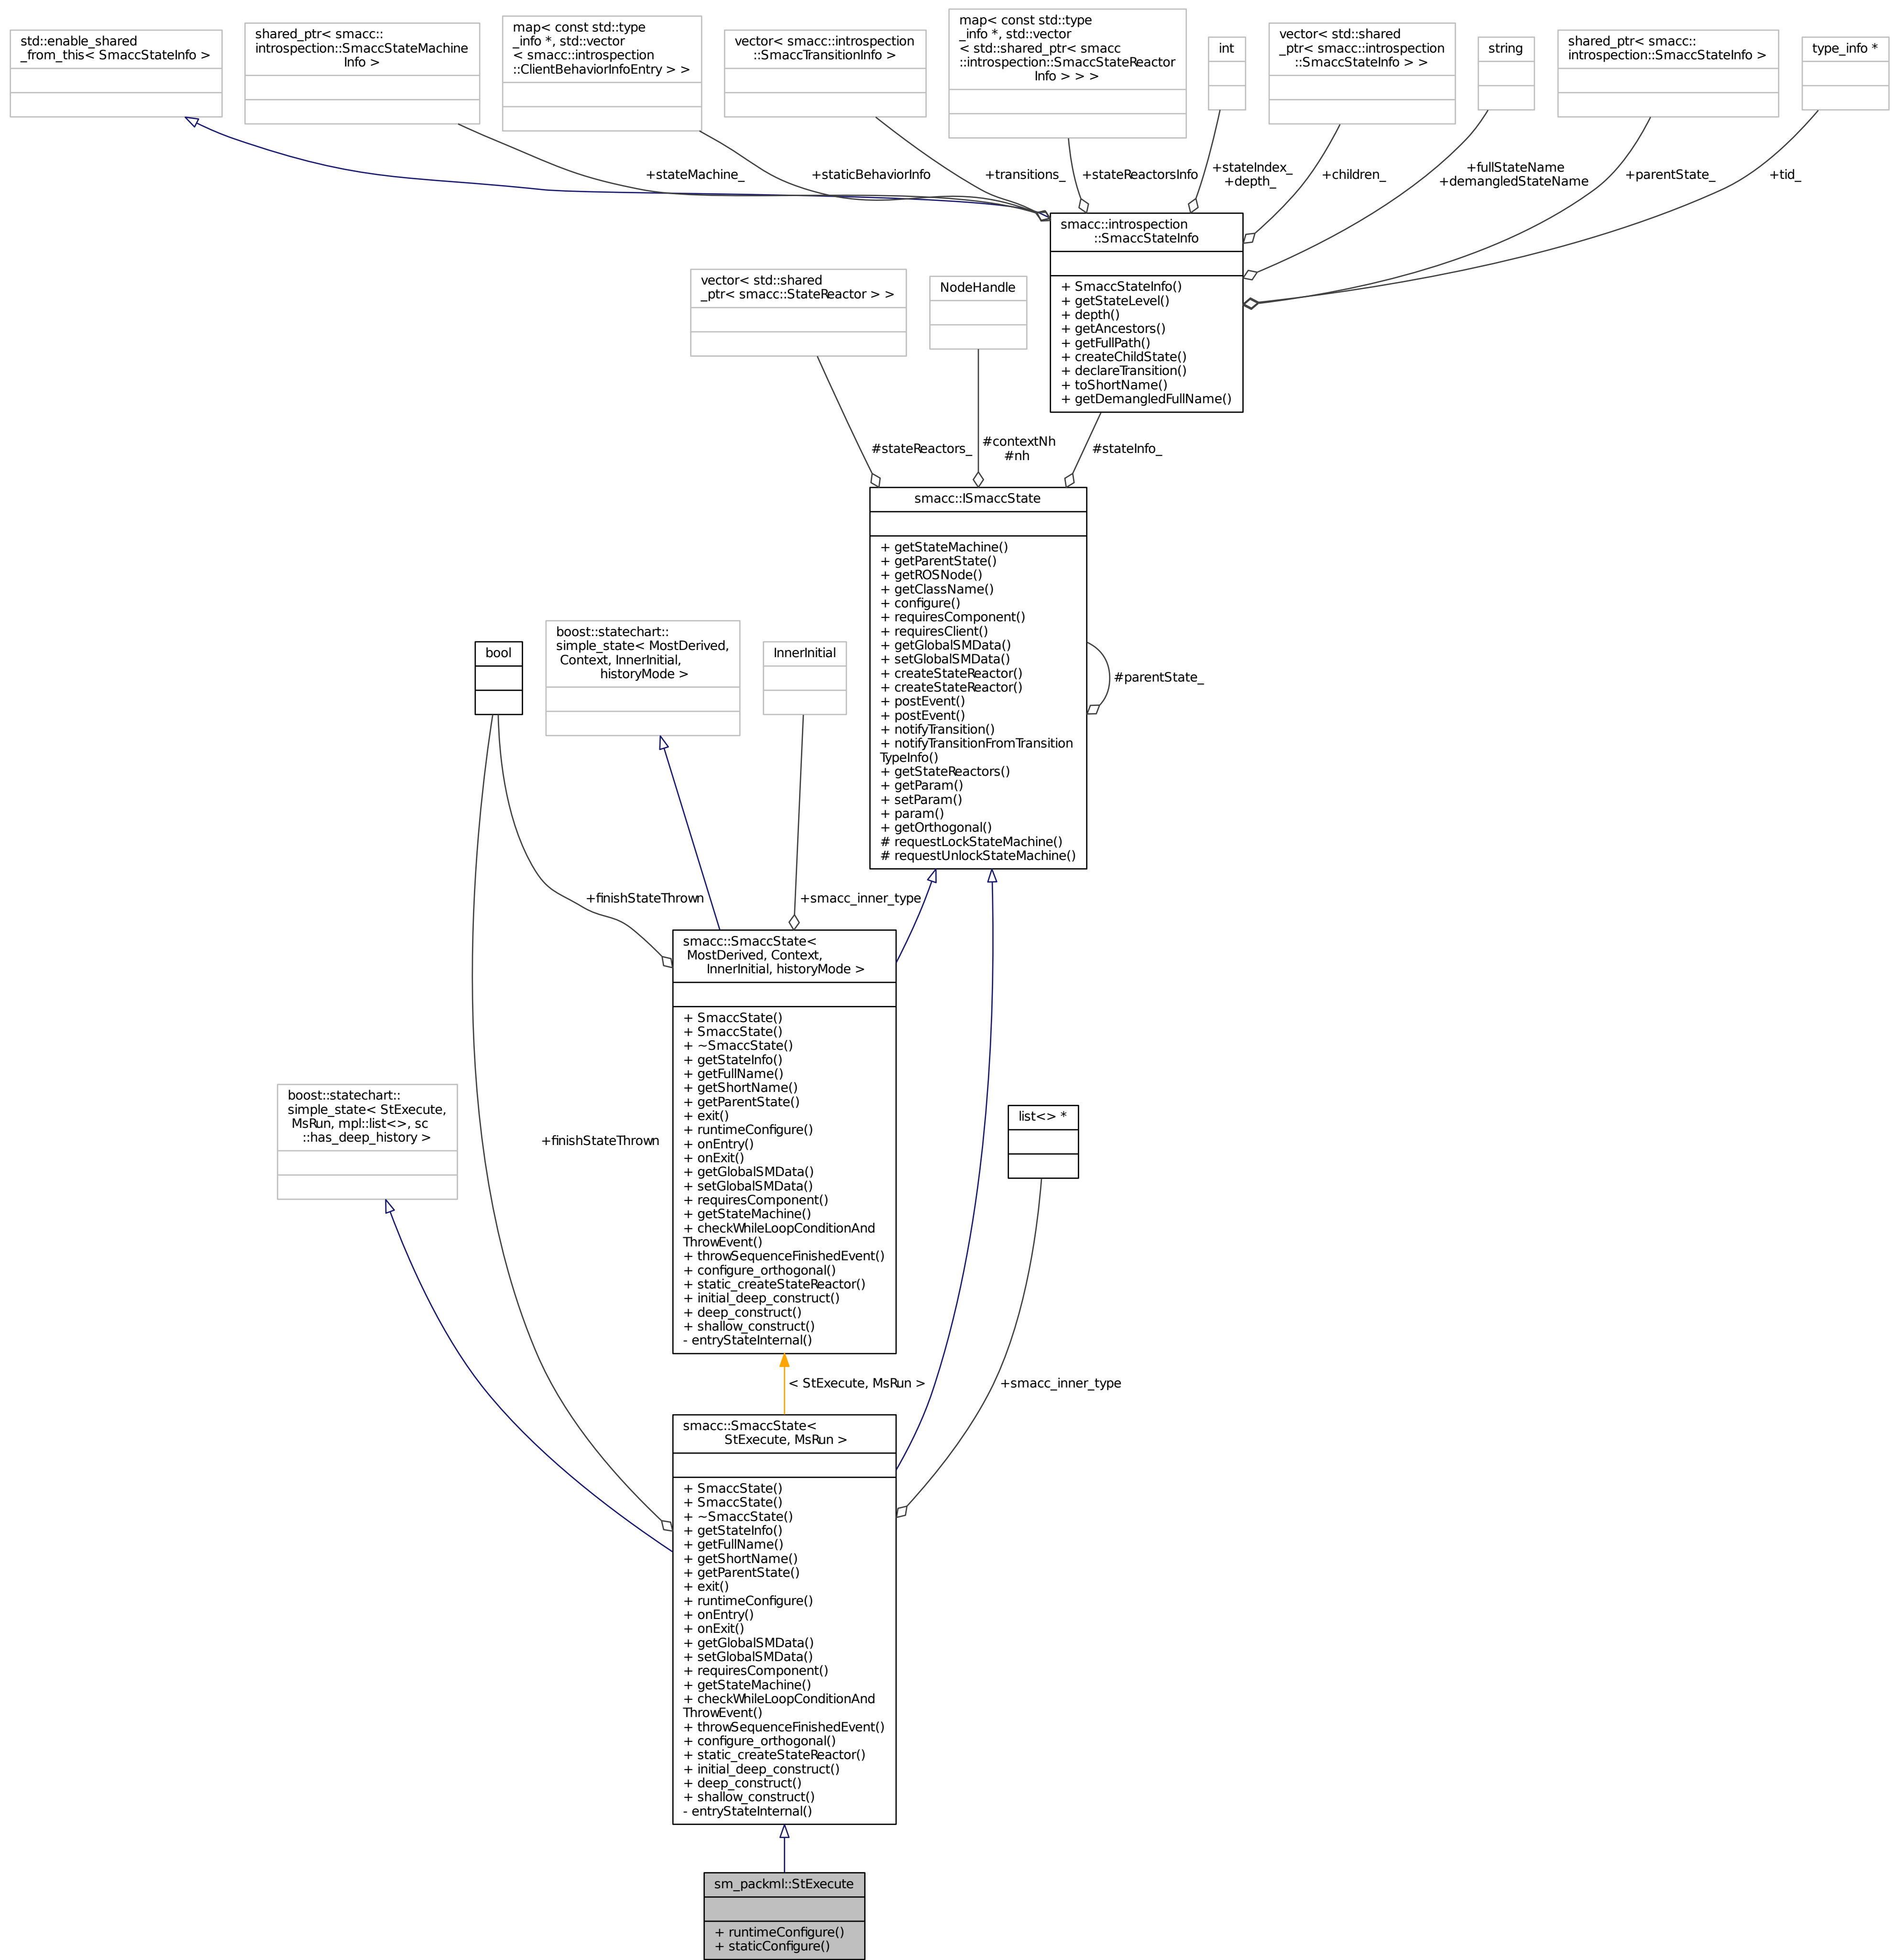 std::enable_shared
_from_this< SmaccStateInfo >
shared_ptr< smacc::
introspection::SmaccStateMachine
Info >
map< const std::type
_info *, std::vector
< smacc::introspection
::ClientBehaviorInfoEntry > >
vector< smacc::introspection
::SmaccTransitionInfo >
map< const std::type
_info *, std::vector
< std::shared_ptr< smacc
::introspection::SmaccStateReactor
Info > > >
int
vector< std::shared
_ptr< smacc::introspection
::SmaccStateInfo > >
string
shared_ptr< smacc::
introspection::SmaccStateInfo >
type_info *
+stateMachine_
+staticBehaviorInfo
+transitions_
+stateReactorsInfo
+stateIndex_
+depth_
+children_
+fullStateName
+demangledStateName
+parentState_
+tid_
smacc::introspection
::SmaccStateInfo
+ SmaccStateInfo()
+ getStateLevel()
+ depth()
+ getAncestors()
+ getFullPath()
+ createChildState()
+ declareTransition()
+ toShortName()
+ getDemangledFullName()
vector< std::shared
_ptr< smacc::StateReactor > >
NodeHandle
#stateReactors_
#contextNh
#nh
#stateInfo_
smacc::ISmaccState
+ getStateMachine()
+ getParentState()
+ getROSNode()
+ getClassName()
+ configure()
+ requiresComponent()
+ requiresClient()
+ getGlobalSMData()
+ setGlobalSMData()
+ createStateReactor()
+ createStateReactor()
+ postEvent()
+ postEvent()
+ notifyTransition()
+ notifyTransitionFromTransition
TypeInfo()
+ getStateReactors()
+ getParam()
+ setParam()
+ param()
+ getOrthogonal()
# requestLockStateMachine()
# requestUnlockStateMachine()
#parentState_
bool
boost::statechart::
simple_state< MostDerived,
Context, InnerInitial,
historyMode >
InnerInitial
+finishStateThrown
+smacc_inner_type
smacc::SmaccState<
MostDerived, Context,
InnerInitial, historyMode >
+ SmaccState()
+ SmaccState()
+ ~SmaccState()
+ getStateInfo()
+ getFullName()
+ getShortName()
+ getParentState()
+ exit()
+ runtimeConfigure()
+ onEntry()
+ onExit()
+ getGlobalSMData()
+ setGlobalSMData()
+ requiresComponent()
+ getStateMachine()
+ checkWhileLoopConditionAnd
ThrowEvent()
+ throwSequenceFinishedEvent()
+ configure_orthogonal()
+ static_createStateReactor()
+ initial_deep_construct()
+ deep_construct()
+ shallow_construct()
- entryStateInternal()
boost::statechart::
simple_state< StExecute,
MsRun, mpl::list<>, sc
::has_deep_history >
+finishStateThrown
list<> *
< StExecute, MsRun >
+smacc_inner_type
smacc::SmaccState<
StExecute, MsRun >
+ SmaccState()
+ SmaccState()
+ ~SmaccState()
+ getStateInfo()
+ getFullName()
+ getShortName()
+ getParentState()
+ exit()
+ runtimeConfigure()
+ onEntry()
+ onExit()
+ getGlobalSMData()
+ setGlobalSMData()
+ requiresComponent()
+ getStateMachine()
+ checkWhileLoopConditionAnd
ThrowEvent()
+ throwSequenceFinishedEvent()
+ configure_orthogonal()
+ static_createStateReactor()
+ initial_deep_construct()
+ deep_construct()
+ shallow_construct()
- entryStateInternal()
sm_packml::StExecute
+ runtimeConfigure()
+ staticConfigure()